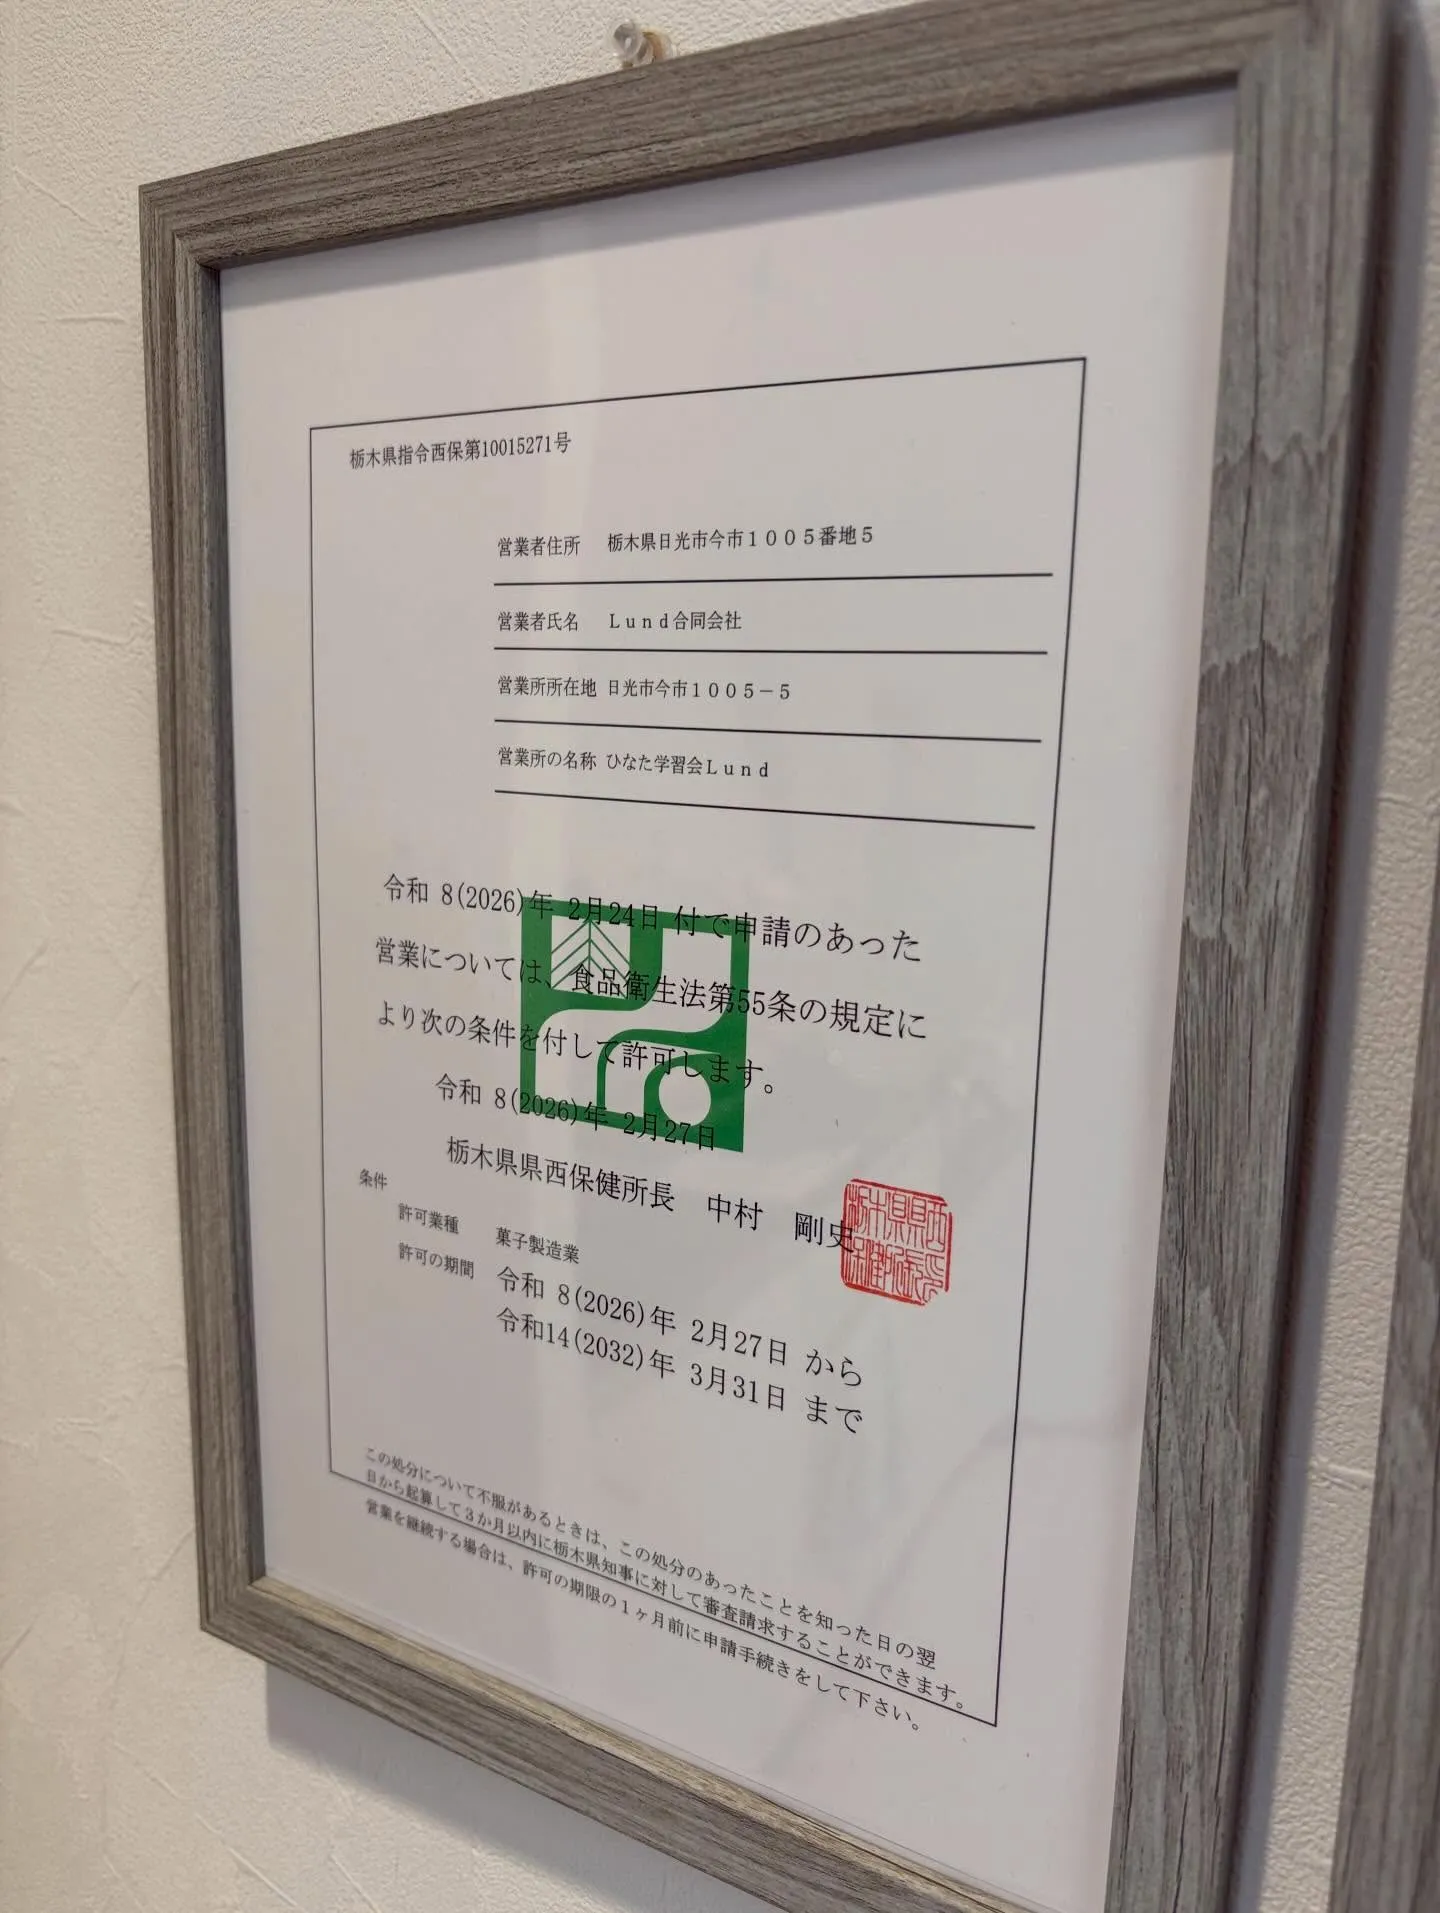 栃木県指令西保第10015271号
営業者住所 栃木県日光市今市1005番地5
営業者氏名 Lund合同会社
営業所所在地 日光市今市1005−5
営業所の名称 ひなた学習会Lund
令和 8(2026)年 2月24日 付で申請のあった
営業については、食品衛生法第55条の規定に
より次の条件を付して許可します。
令和 8(2026)年 2月27日
栃木県県西保健所長 中村 剛史
栃木県県西
保健所長印
条件
許可業種 菓子製造業
許可の期間 令和 8(2026)年 2月27日 から
令和14(2032)年 3月31日 まで
この処分について不服があるときは、この処分のあったことを知った日の翌
日から起算して3か月以内に栃木県知事に対して審査請求することができます。
営業を継続する場合は、許可の期限の1ヶ月前に申請手続きをして下さい。